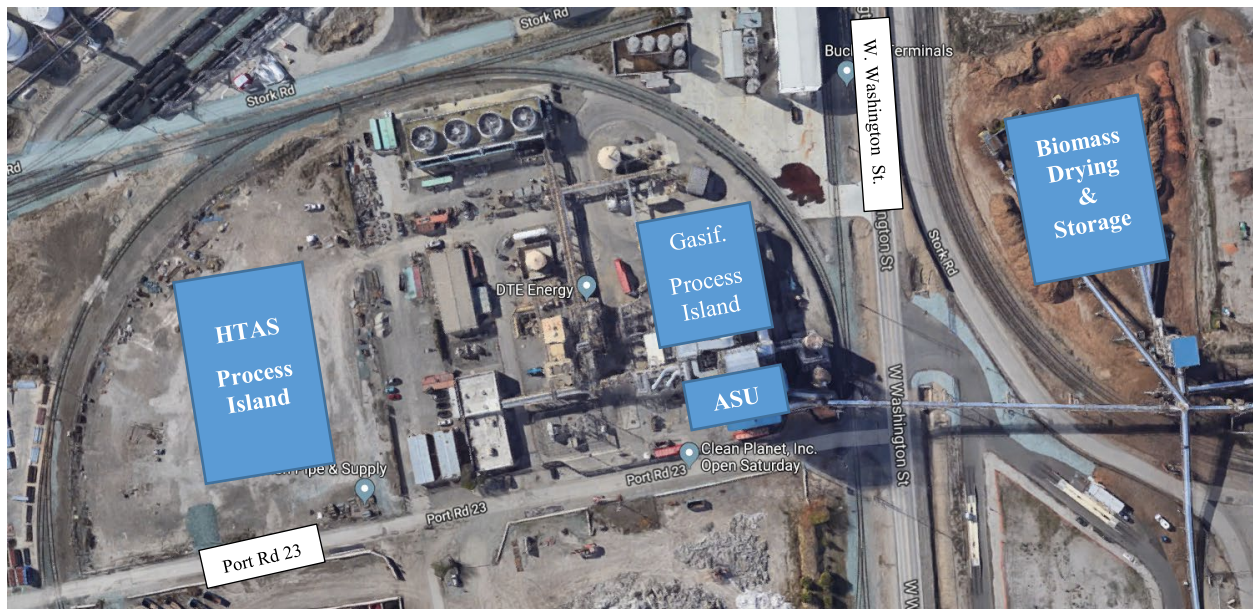 Stork Rd
Stork Rd
Rd
Terminals
W. Washington St.
Biomass
Drying
&
Storage
Gasif.
Process
Island
ngton St
Stork Rd
DTE Energy
HTAS
Process
Island
ASU
W Washington St
Clean Planet, Inc.
Open Saturday
Pipe & Supply
Port Rd 23
Port Rd 23
Port Rd 23
W W